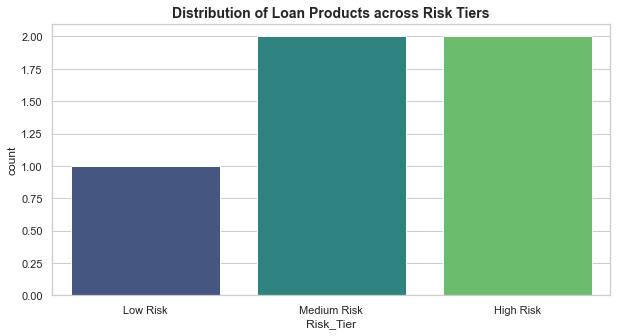 Distribution of Loan Products across Risk Tiers
2.00
1.75
1.50
1.25
1.00
0.75
0.50
0.25
0.00
count
Low Risk Medium Risk High Risk
Risk_Tier